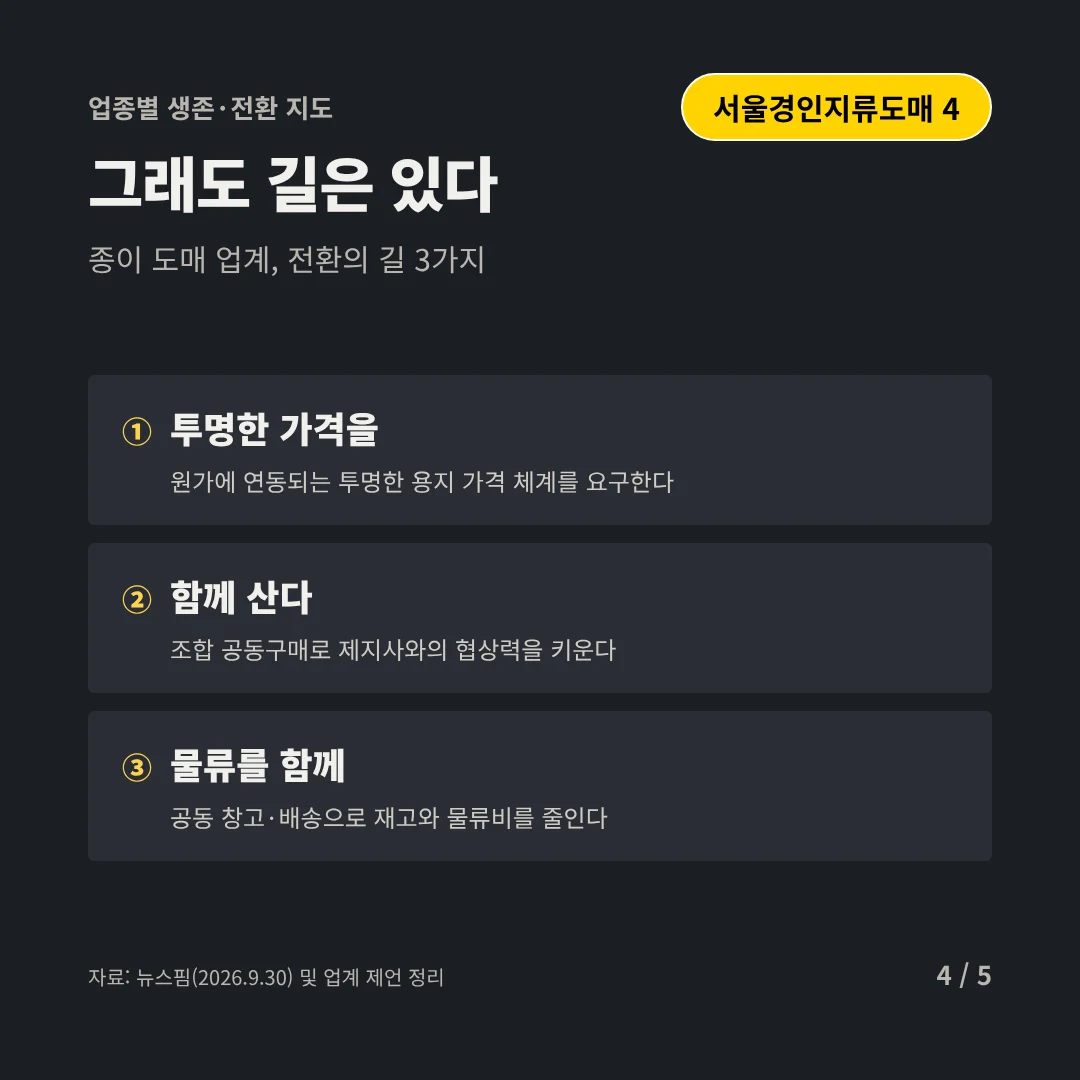 업종별 생존·전환 지도
서울경인지류도매 4
그래도 길은 있다
종이 도매 업계, 전환의 길 3가지
① 투명한 가격을
원가에 연동되는 투명한 용지 가격 체계를 요구한다
② 함께 산다
조합 공동구매로 제지사와의 협상력을 키운다
③ 물류를 함께
공동 창고·배송으로 재고와 물류비를 줄인다
자료: 뉴스핌(2026.9.30) 및 업계 제언 정리
4 / 5